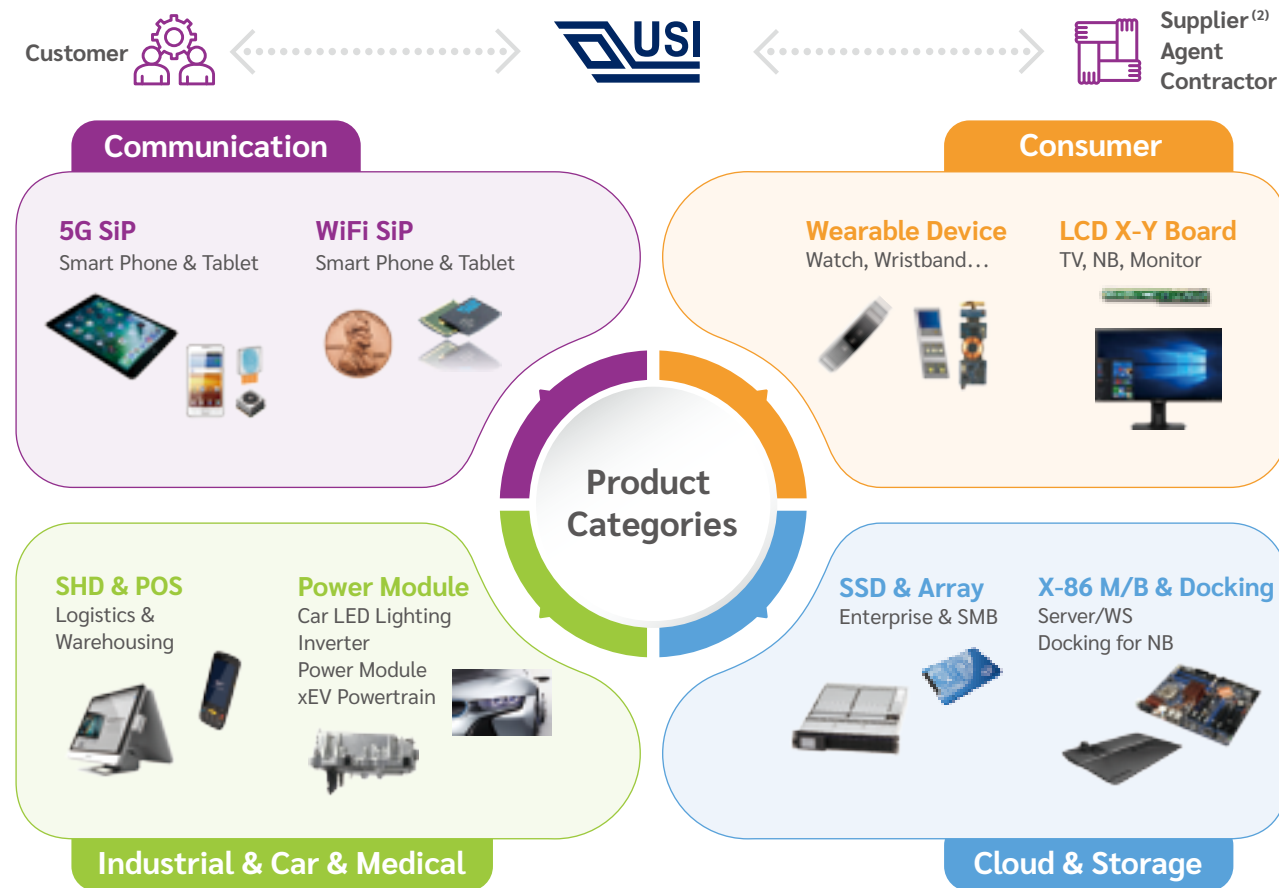 Customer
USI
Supplier (2)
Agent
Contractor
Communication
5G SiP
Smart Phone & Tablet
WiFi SiP
Smart Phone & Tablet
Consumer
Wearable Device
Watch, Wristband…
LCD X-Y Board
TV, NB, Monitor
Product
Categories
SHD & POS
Logistics &
Warehousing
Power Module
Car LED Lighting
Inverter
Power Module
xEV Powertrain
Industrial & Car & Medical
SSD & Array
Enterprise & SMB
X-86 M/B & Docking
Server/WS
Docking for NB
Cloud & Storage